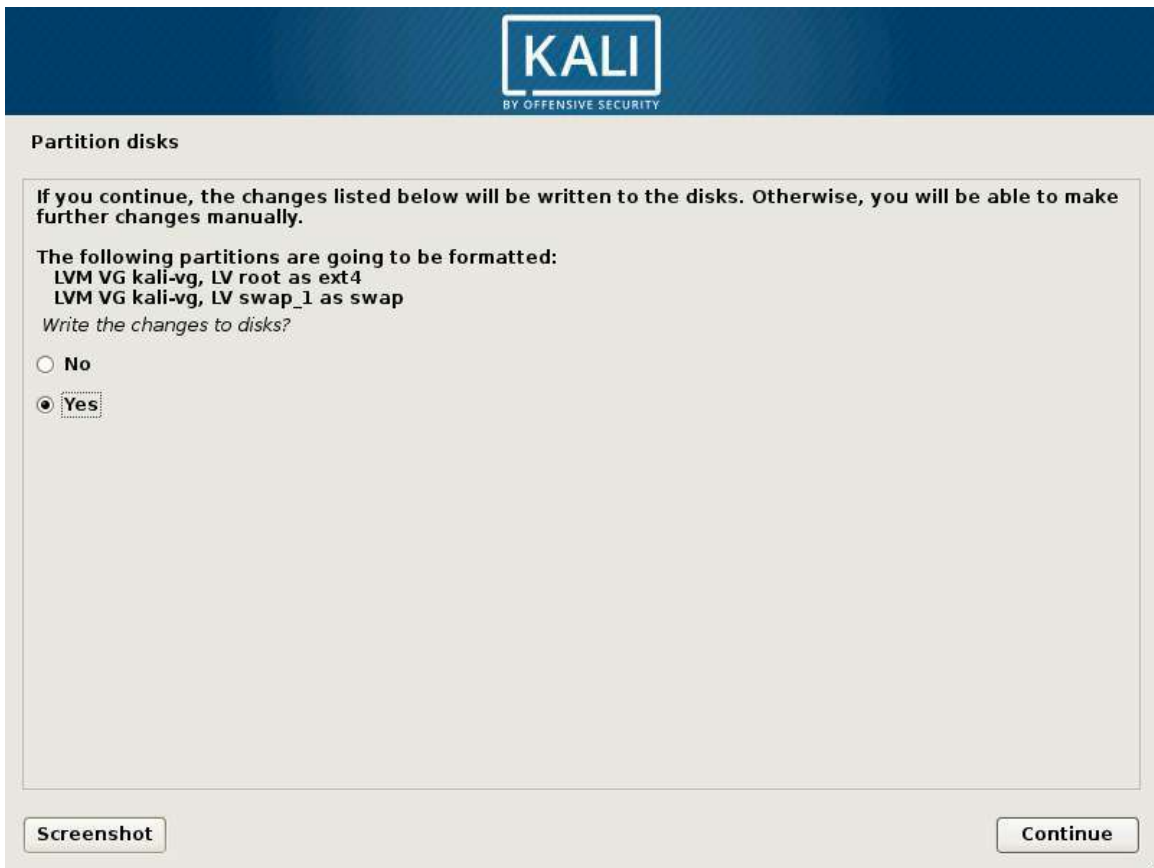 KALI
BY OFFENSIVE SECURITY
Partition disks
If you continue, the changes listed below will be written to the disks. Otherwise, you will be able to make
further changes manually.
The following partitions are going to be formatted:
LVM VG kali-vg, LV root as ext4
LVM VG kali-vg, LV swap_1 as swap
Write the changes to disks?
No
Yes
Screenshot
Continue